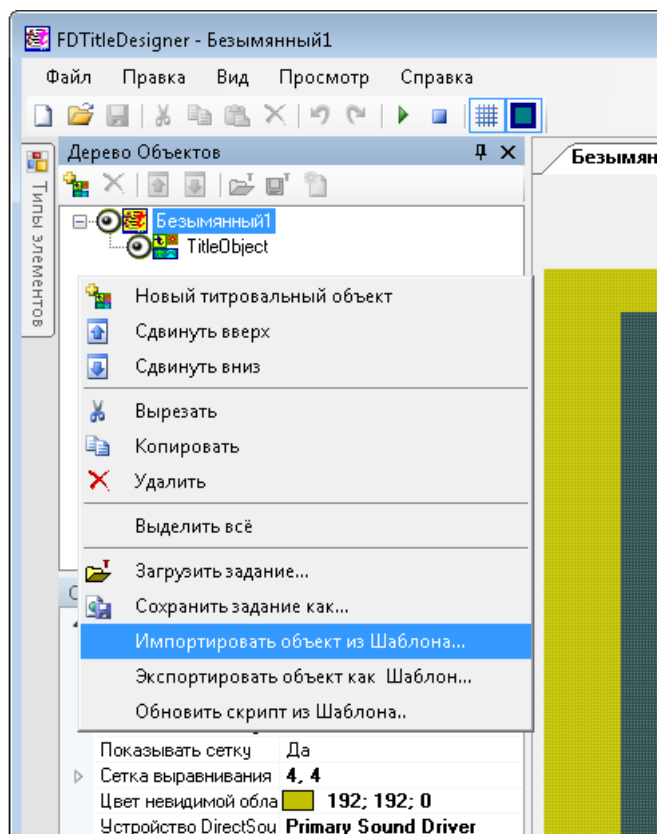 FDTitleDesigner - Безымянный1
Файл Правка Вид Просмотр Справка
Дерево Объектов
Безымян
Типы элементов
Безымянный1
TitleObject
Новый титровальный объект
Сдвинуть вверх
Сдвинуть вниз
Вырезать
Копировать
Удалить
Выделить всё
Загрузить задание...
Сохранить задание как...
Импортировать объект из Шаблона...
Экспортировать объект как Шаблон...
Обновить скрипт из Шаблона..
Показывать сетку Да
Сетка выравнивания 4, 4
Цвет невидимой обла 192; 192; 0
Устройство DirectSou Primary Sound Driver